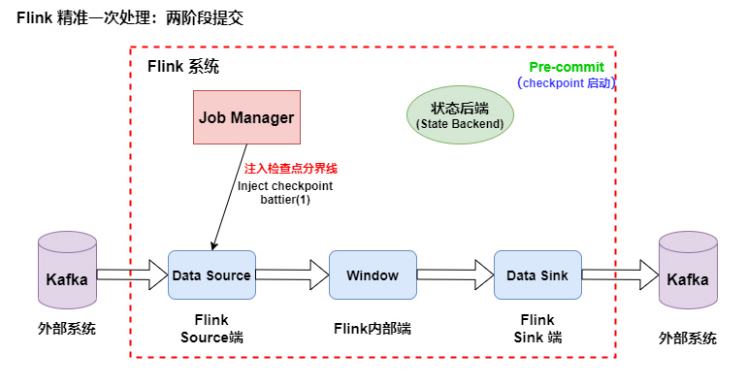 Flink 精准一次处理：两阶段提交
Flink 系统
Pre-commit
（checkpoint 启动）
Job Manager
状态后端
(State Backend)
注入检查点分界线
Inject checkpoint
battier(1)
Kafka
Data Source
Window
Data Sink
Kafka
外部系统
Flink
Source端
Flink内部端
Flink
Sink 端
外部系统